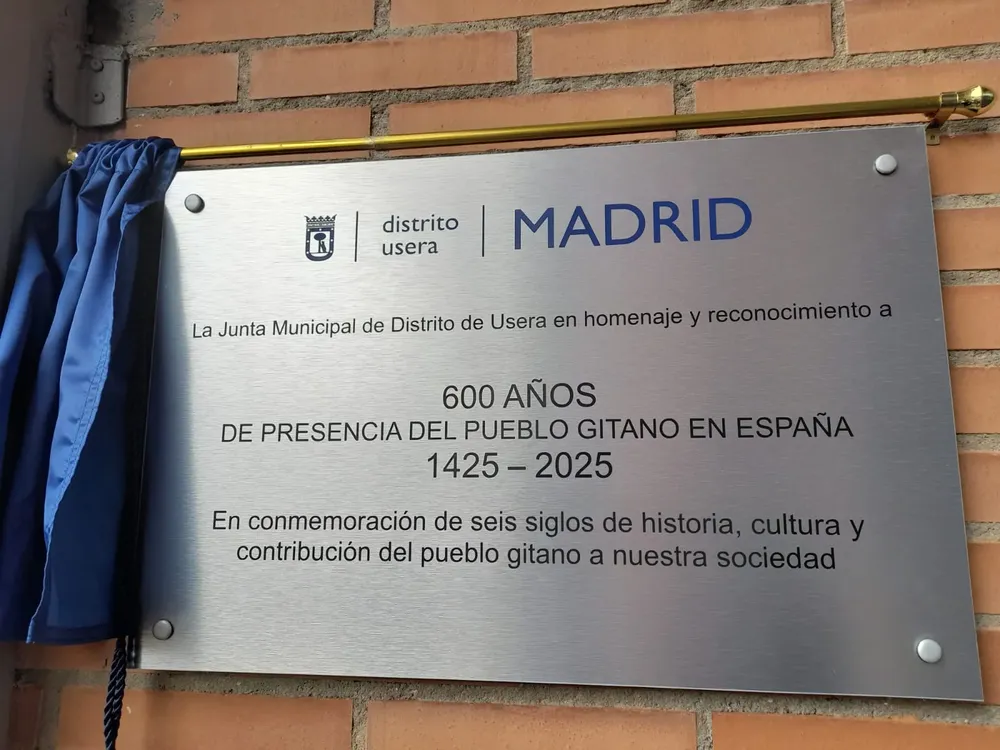 distrito
usera
MADRID
La Junta Municipal de Distrito de Usera en homenaje y reconocimiento a
600 AÑOS
DE PRESENCIA DEL PUEBLO GITANO EN ESPAÑA
1425 – 2025
En conmemoración de seis siglos de historia, cultura y
contribución del pueblo gitano a nuestra sociedad